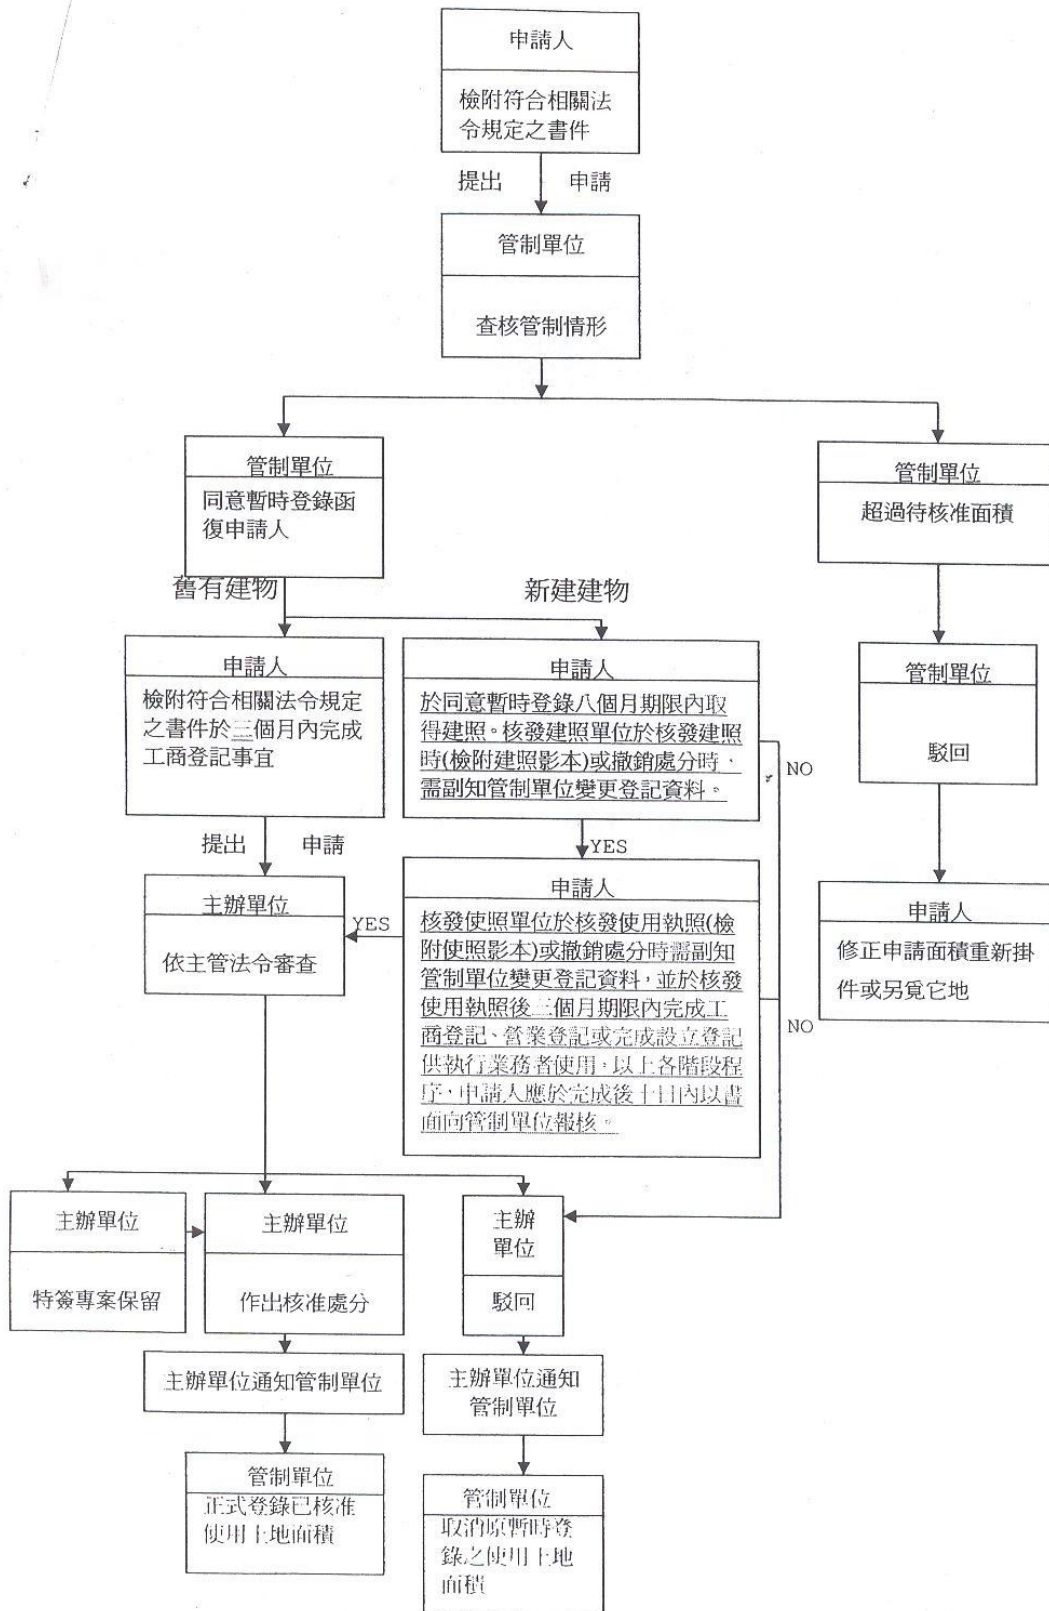 申請人
檢附符合相關法
令規定之書件
提出 申請
管制單位
查核管制情形
管制單位
同意暫時登錄函
復申請人
管制單位
超過待核准面積
舊有建物
新建建物
申請人
檢附符合相關法令規定
之書件於三個月內完成
工商登記事宜
申請人
於同意暫時登錄八個月期限內取
得建照。核發建照單位於核發建照
時(檢附建照影本)或撤銷處分時,
需副知管制單位變更登記資料。
NO
管制單位
駁回
提出 申請
YES
主辦單位
依主管法令審查
YES
申請人
核發使照單位於核發使用執照(檢
附使照影本)或撤銷處分時需副知
管制單位變更登記資料,並於核發
使用執照後三個月期限內完成工
商登記、營業登記或完成設立登記
供執行業務者使用。以上各階段程
序,申請人應於完成後十日內以書
面向管制單位報核。
NO
申請人
修正申請面積重新掛
件或另覓它地
主辦單位
特簽專案保留
主辦單位
作出核准處分
主辦
單位
駁回
主辦單位通知管制單位
主辦單位通知
管制單位
管制單位
正式登錄已核准
使用土地面積
管制單位
取消原暫時登
錄之使用土地
面積